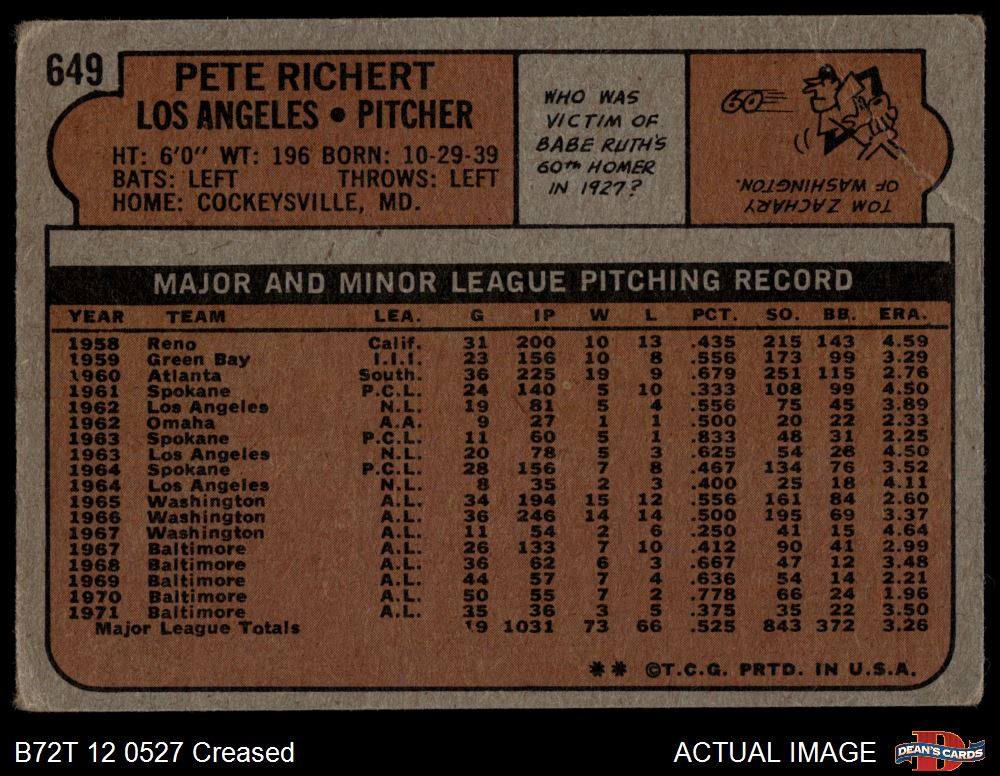 649
PETE RICHERT
LOS ANGELES • PITCHER
HT: 6'0" WT: 196 BORN: 10-29-39
BATS: LEFT THROWS: LEFT
HOME: COCKEYSVILLE, MD.
WHO WAS
VICTIM OF
BABE RUTH'S
60TH HOMER
IN 1927?
60
TOM ZACHARY
OF WASHINGTON.
MAJOR AND MINOR LEAGUE PITCHING RECORD
YEAR TEAM LEA. G IP W L PCT. SO. BB. ERA.
1958 Reno Calif. 31 200 10 13 .435 215 143 4.59
1959 Green Bay I.I.I. 23 156 10 8 .556 173 99 3.29
1960 Atlanta South. 36 225 19 9 .679 251 115 2.76
1961 Spokane P.C.L. 24 140 5 10 .333 108 99 4.50
1962 Los Angeles N.L. 19 81 5 4 .556 75 45 3.89
1962 Omaha A.A. 9 27 1 1 .500 20 22 2.33
1963 Spokane P.C.L. 11 60 5 1 .833 48 31 2.25
1963 Los Angeles N.L. 20 78 5 3 .625 54 28 4.50
1964 Spokane P.C.L. 28 156 7 8 .467 134 76 3.52
1964 Los Angeles N.L. 8 35 2 3 .400 25 18 4.11
1965 Washington A.L. 34 194 15 12 .556 161 84 2.60
1966 Washington A.L. 36 246 14 14 .500 195 69 3.37
1967 Washington A.L. 11 54 2 6 .250 41 15 4.64
1967 Baltimore A.L. 26 133 7 10 .412 90 41 2.99
1968 Baltimore A.L. 36 62 6 3 .667 47 12 3.48
1969 Baltimore A.L. 44 57 7 4 .636 54 14 2.21
1970 Baltimore A.L. 50 55 7 2 .778 66 24 1.96
1971 Baltimore A.L. 35 36 3 5 .375 35 22 3.50
Major League Totals 19 1031 73 66 .525 843 372 3.26
** ©T.C.G. PRTD. IN U.S.A.
B72T 12 0527 Creased
ACTUAL IMAGE
D
DEAN'S CARDS